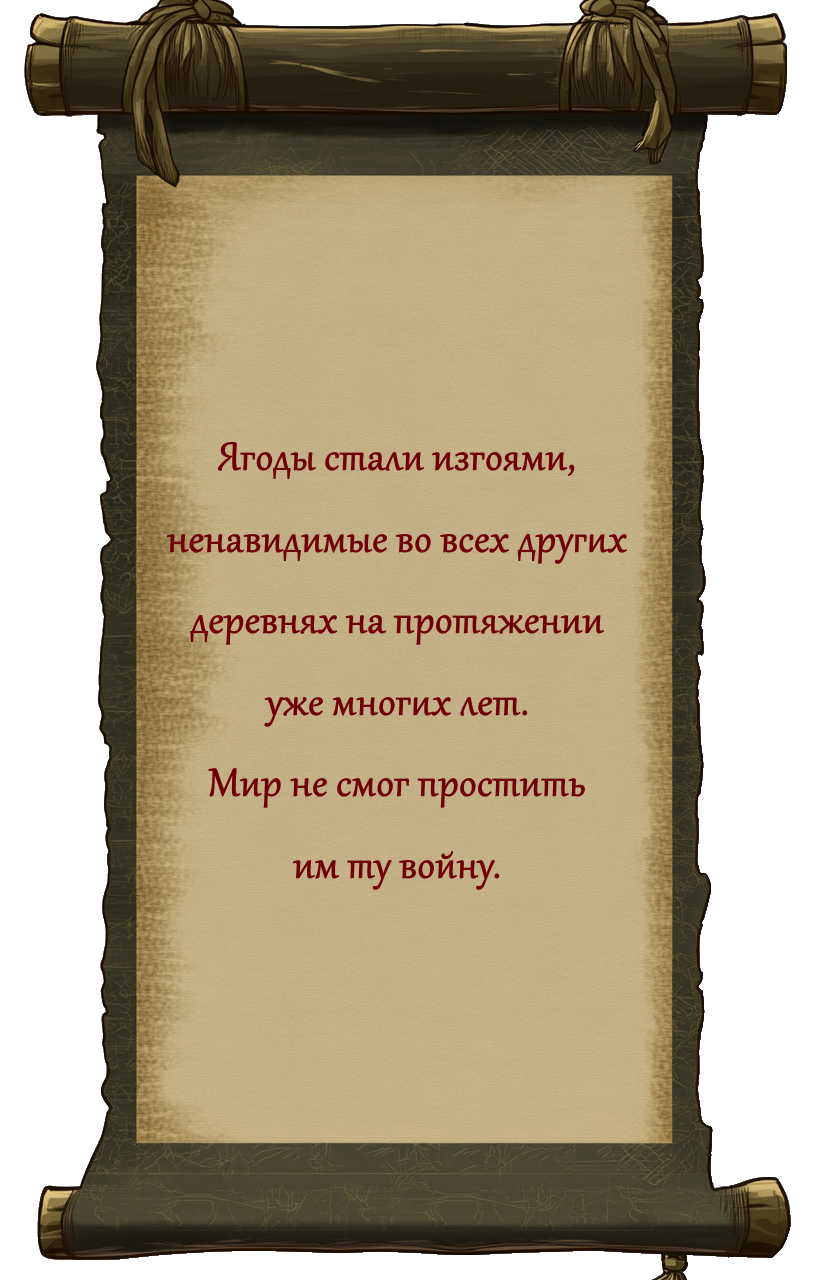 Ягоды стали изгоями,
ненавидимые во всех других
деревнях на протяжении
уже многих лет.
Мир не смог простить
им ту войну.